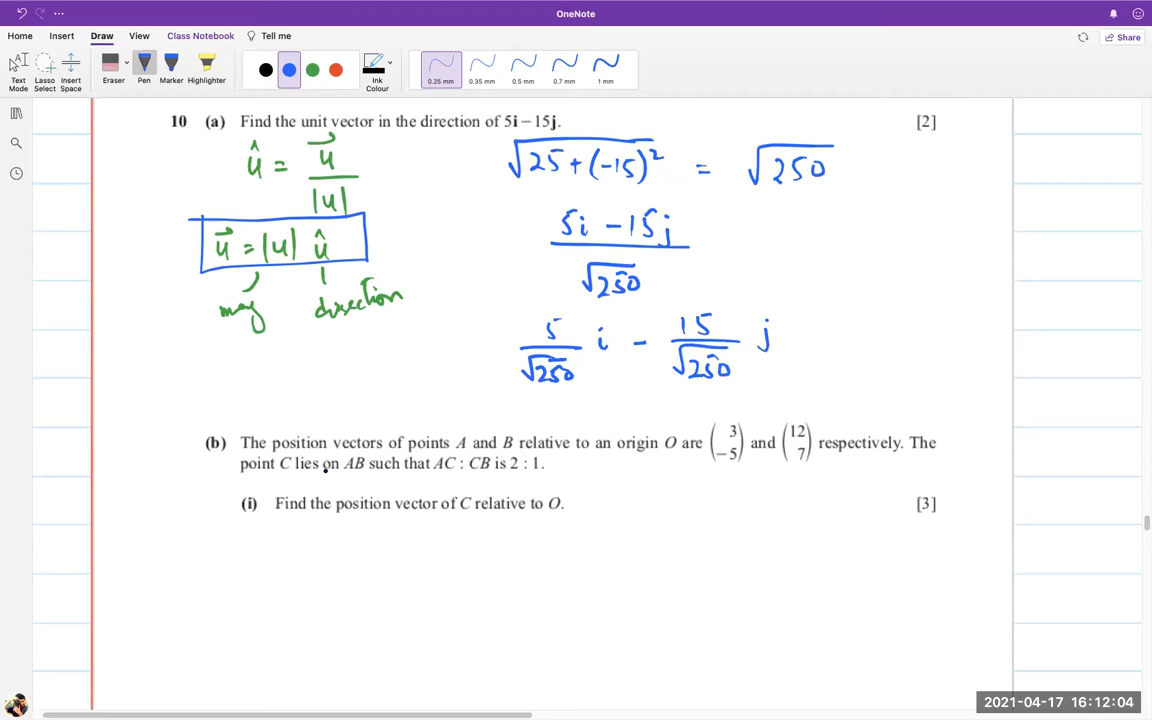 OneNote
Home Insert Draw View Class Notebook Tell me Share
Text Mode Lasso Select Insert Space Eraser Pen Marker Highlighter Ink Colour 0.25 mm 0.35 mm 0.5 mm 0.7 mm 1 mm
10 (a) Find the unit vector in the direction of 5i − 15j. [2]
û = u⃗ / |u|
√25 + (−15)² = √250
u⃗ = |u| û
mag direction
5i − 15j / √250
5/√250 i − 15/√250 j
(b) The position vectors of points A and B relative to an origin O are (3 −5) and (12 7) respectively. The
point C lies on AB such that AC : CB is 2 : 1.
(i) Find the position vector of C relative to O. [3]
2021-04-17 16:12:04